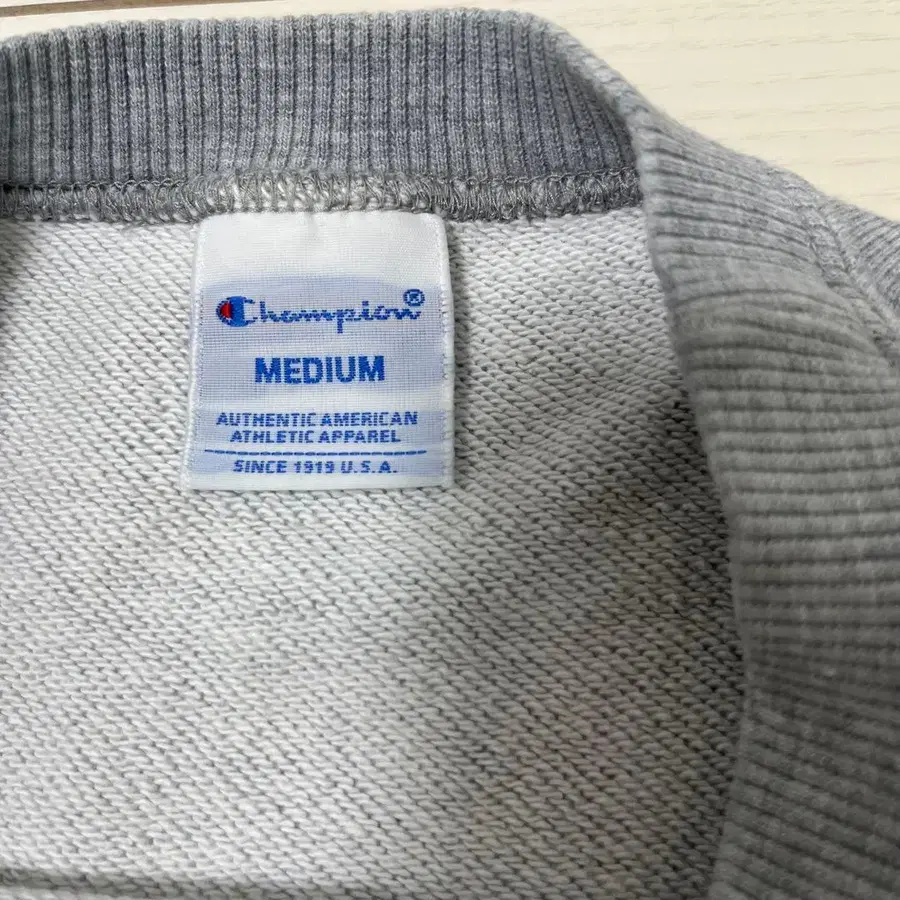 Champion®
MEDIUM
AUTHENTIC AMERICAN
ATHLETIC APPAREL
SINCE 1919 U.S.A.